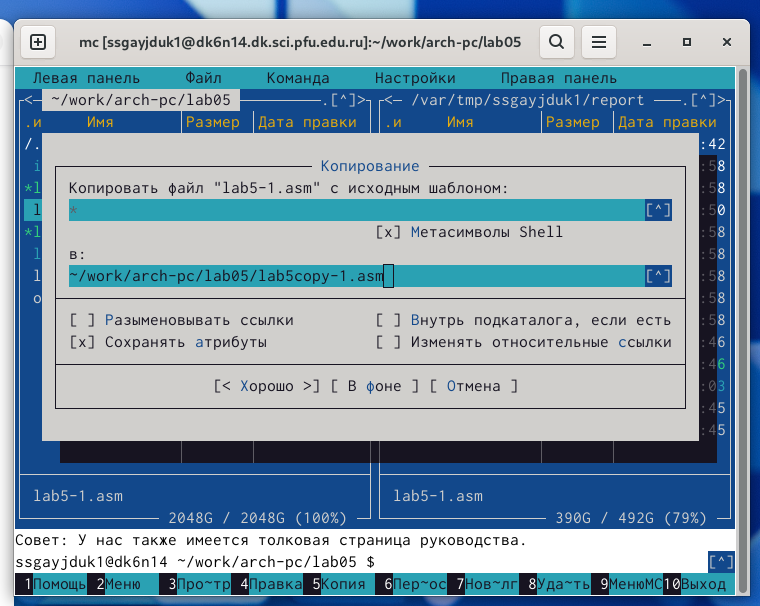 mc [ssgayjduk1@dk6n14.dk.sci.pfu.edu.ru]:~/work/arch-pc/lab05
Левая панель Файл Команда Настройки Правая панель
<─ ~/work/arch-pc/lab05 .[^]> <─ /var/tmp/ssgayjduk1/report .[^]>
.и Имя Размер Дата правки .и Имя Размер Дата правки
/. :42
i :58
*l :58
l :50
*l :58
l :58
l :58
o :58
:58
:46
:46
:03
:45
:45
Копирование
Копировать файл "lab5-1.asm" с исходным шаблоном:
* [^]
[x] Метасимволы Shell
в:
~/work/arch-pc/lab05/lab5copy-1.asm [^]
[ ] Разыменовывать ссылки [ ] Внутрь подкаталога, если есть
[x] Сохранять атрибуты [ ] Изменять относительные ссылки
[< Хорошо >] [ В фоне ] [ Отмена ]
lab5-1.asm lab5-1.asm
2048G / 2048G (100%) 390G / 492G (79%)
Совет: У нас также имеется толковая страница руководства.
ssgayjduk1@dk6n14 ~/work/arch-pc/lab05 $ [^]
1Помощь 2Меню 3Про~тр 4Правка 5Копия 6Пер~ос 7Нов~лг 8Уда~ть 9МенюMC 10Выход